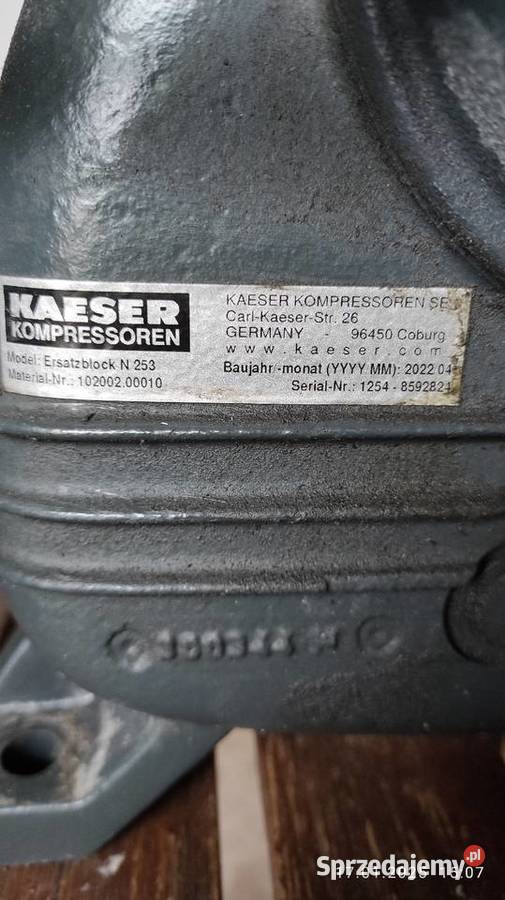 KAESER
KOMPRESSOREN
KAESER KOMPRESSOREN SE
Carl-Kaeser-Str. 26
GERMANY - 96450 Coburg
www.kaeser.com
Model: Ersatzblock N 253
Material-Nr.: 102002.00010
Baujahr/-monat (YYYY MM): 2022.04
Serial-Nr.: 1254 - 8592824
Sprzedajemy.pl